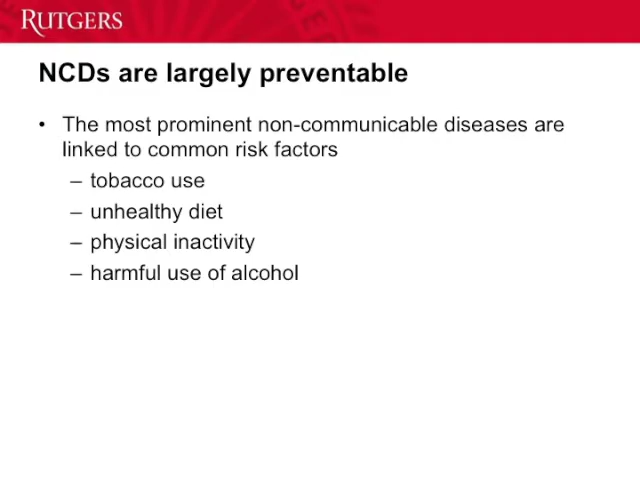 RUTGERS
NCDs are largely preventable
• The most prominent non-communicable diseases are
linked to common risk factors
– tobacco use
– unhealthy diet
– physical inactivity
– harmful use of alcohol